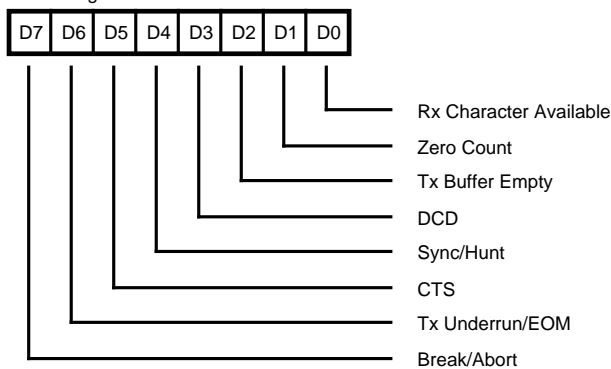 D7 D6 D5 D4 D3 D2 D1 D0
Rx Character Available
Zero Count
Tx Buffer Empty
DCD
Sync/Hunt
CTS
Tx Underrun/EOM
Break/Abort